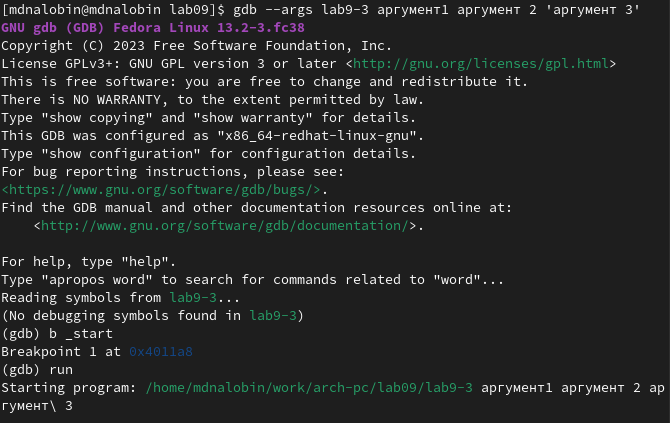 [mdnalobin@mdnalobin lab09]$ gdb --args lab9-3 аргумент1 аргумент 2 'аргумент 3'
GNU gdb (GDB) Fedora Linux 13.2-3.fc38
Copyright (C) 2023 Free Software Foundation, Inc.
License GPLv3+: GNU GPL version 3 or later <http://gnu.org/licenses/gpl.html>
This is free software: you are free to change and redistribute it.
There is NO WARRANTY, to the extent permitted by law.
Type "show copying" and "show warranty" for details.
This GDB was configured as "x86_64-redhat-linux-gnu".
Type "show configuration" for configuration details.
For bug reporting instructions, please see:
<https://www.gnu.org/software/gdb/bugs/>.
Find the GDB manual and other documentation resources online at:
    <http://www.gnu.org/software/gdb/documentation/>.

For help, type "help".
Type "apropos word" to search for commands related to "word"...
Reading symbols from lab9-3...
(No debugging symbols found in lab9-3)
(gdb) b _start
Breakpoint 1 at 0x4011a8
(gdb) run
Starting program: /home/mdnalobin/work/arch-pc/lab09/lab9-3 аргумент1 аргумент 2 ар
гумент\ 3